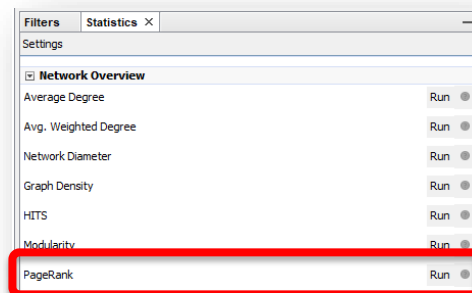 Filters Statistics ×
Settings
Network Overview
Average Degree Run
Avg. Weighted Degree Run
Network Diameter Run
Graph Density Run
HITS Run
Modularity Run
PageRank Run